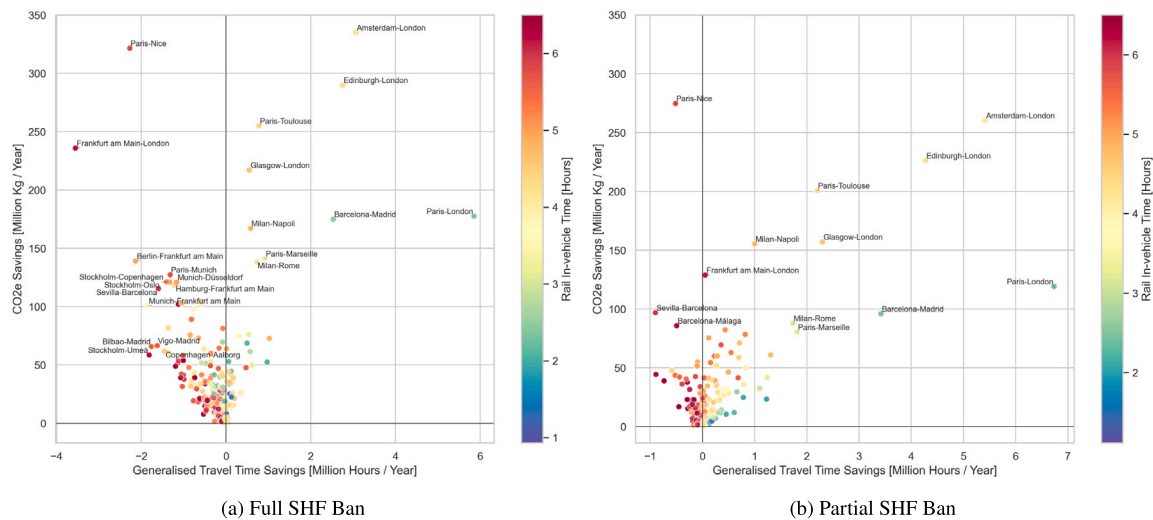 350
300
250
200
150
100
50
0
CO2e Savings [Million Kg / Year]
Amsterdam-London
Paris-Nice
Edinburgh-London
Paris-Toulouse
Frankfurt am Main-London
Glasgow-London
Paris-London
Barcelona-Madrid
Milan-Napoli
Paris-Marseille
Berlin-Frankfurt am Main
Milan-Rome
Paris-Munich
Stockholm-Copenhagen
Munich-Düsseldorf
Stockholm-Oslo
Hamburg-Frankfurt am Main
Sevilla-Barcelona
Munich-Frankfurt am Main
Bilbao-Madrid
Vigo-Madrid
Stockholm-Umeå
Copenhagen-Aalborg
−4 −2 0 2 4 6
Generalised Travel Time Savings [Million Hours / Year]
6
5
4
3
2
1
Rail In-vehicle Time [Hours]
(a) Full SHF Ban
350
300
250
200
150
100
50
0
CO2e Savings [Million Kg / Year]
Paris-Nice
Amsterdam-London
Edinburgh-London
Paris-Toulouse
Milan-Napoli
Glasgow-London
Frankfurt am Main-London
Paris-London
Sevilla-Barcelona
Barcelona-Madrid
Barcelona-Málaga
Milan-Rome
Paris-Marseille
−1 0 1 2 3 4 5 6 7
Generalised Travel Time Savings [Million Hours / Year]
6
5
4
3
2
Rail In-vehicle Time [Hours]
(b) Partial SHF Ban